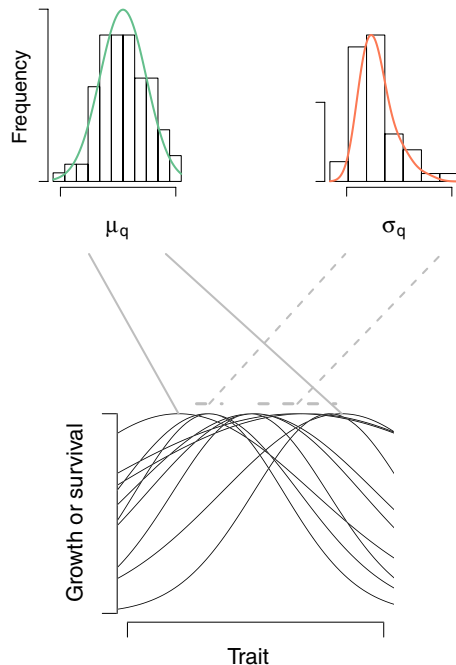 Frequency
μq
σq
Growth or survival
Trait